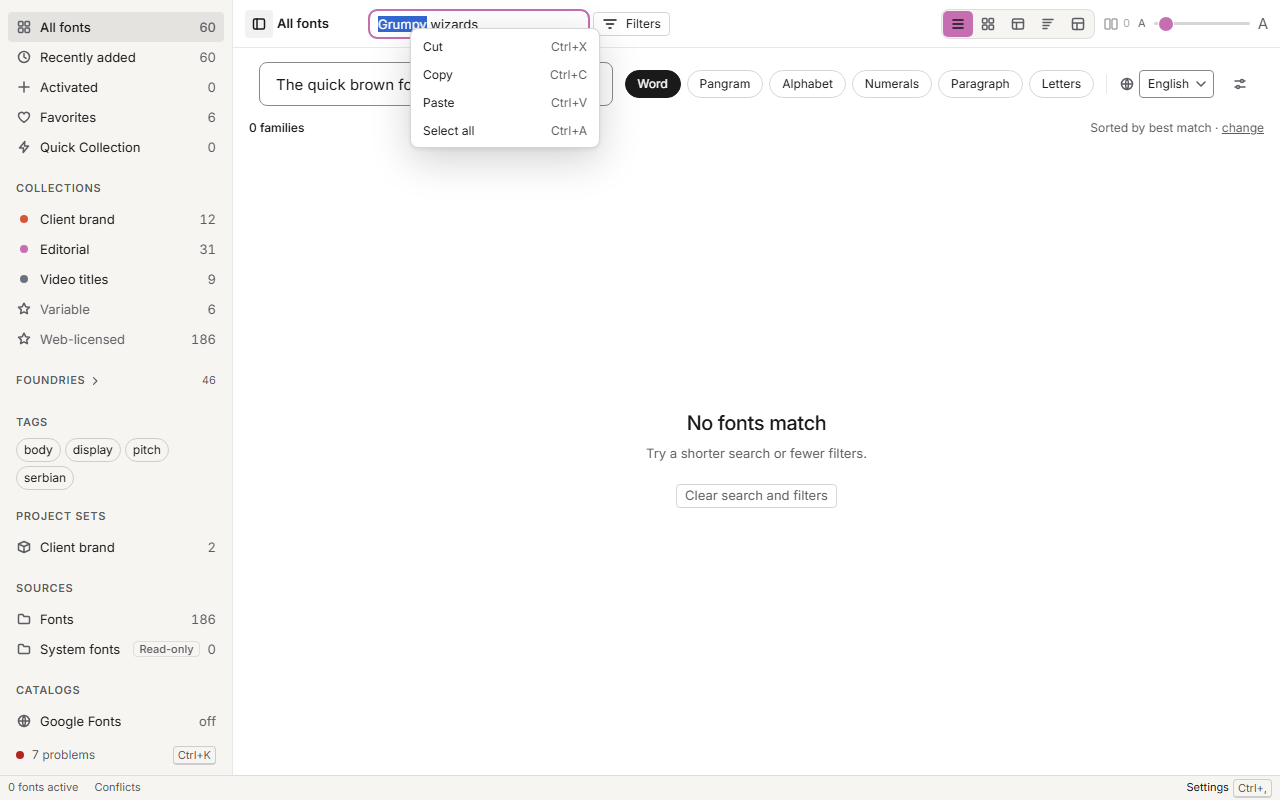 All fonts 60
Recently added 60
Activated 0
Favorites 6
Quick Collection 0
COLLECTIONS
Client brand 12
Editorial 31
Video titles 9
Variable 6
Web-licensed 186
FOUNDRIES 46
TAGS
body display pitch
serbian
PROJECT SETS
Client brand 2
SOURCES
Fonts 186
System fonts Read-only 0
CATALOGS
Google Fonts off
7 problems Ctrl+K
All fonts Grumpy wizards Filters 0 A A
Cut Ctrl+X
Copy Ctrl+C
Paste Ctrl+V
Select all Ctrl+A
The quick brown fo Word Pangram Alphabet Numerals Paragraph Letters English
0 families Sorted by best match · change
No fonts match
Try a shorter search or fewer filters.
Clear search and filters
0 fonts active Conflicts Settings Ctrl+,